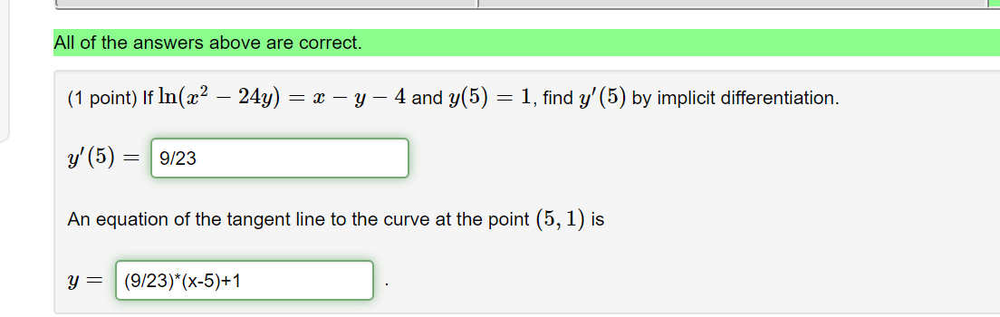 All of the answers above are correct.
(1 point) If ln(x² − 24y) = x − y − 4 and y(5) = 1, find y′(5) by implicit differentiation.
y′(5) = 9/23
An equation of the tangent line to the curve at the point (5, 1) is
y = (9/23)*(x-5)+1 .